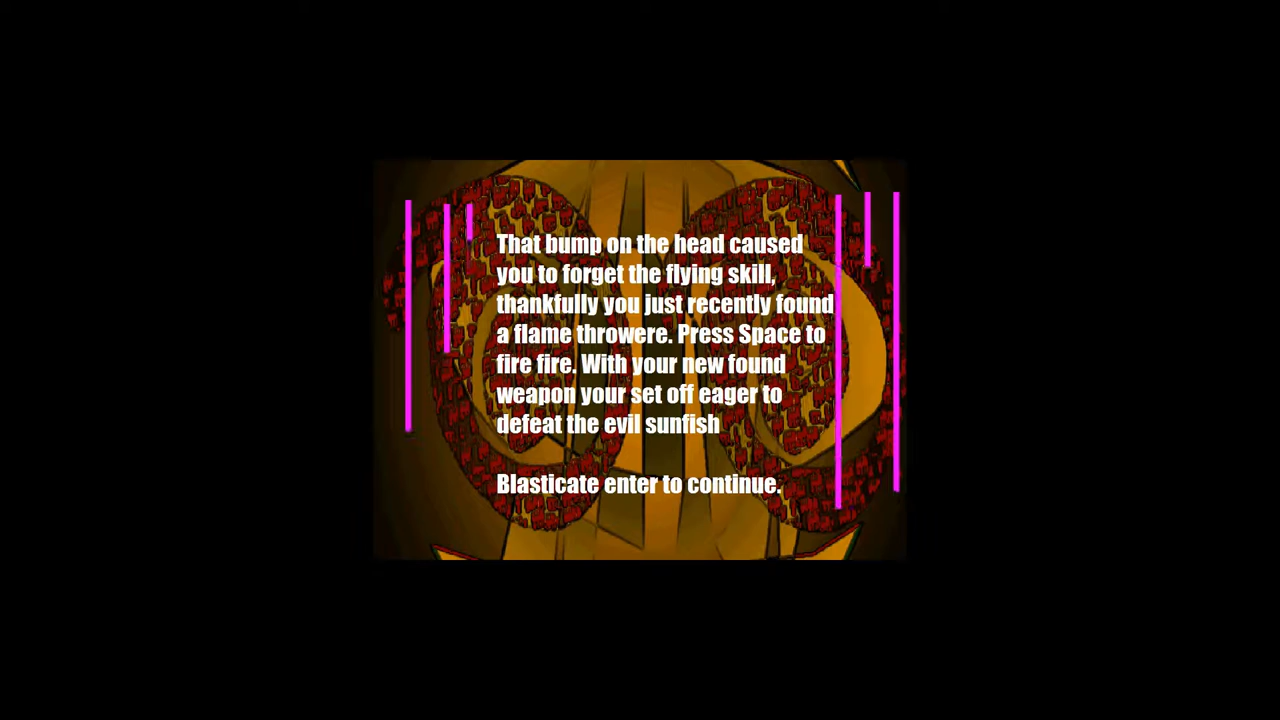 That bump on the head caused
you to forget the flying skill,
thankfully you just recently found
a flame throwere. Press Space to
fire fire. With your new found
weapon your set off eager to
defeat the evil sunfish
Blasticate enter to continue.